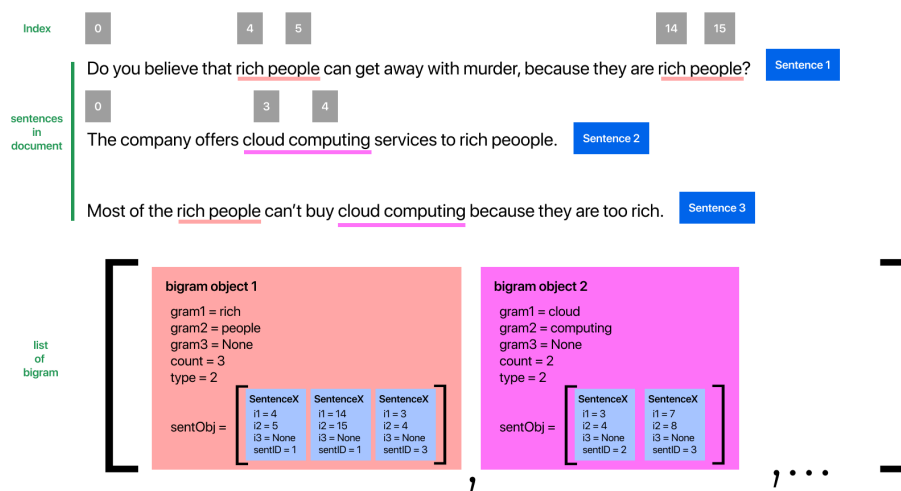 Index
0 4 5 14 15
Do you believe that rich people can get away with murder, because they are rich people? Sentence 1
0 3 4
sentences
in
document
The company offers cloud computing services to rich peoople. Sentence 2
Most of the rich people can't buy cloud computing because they are too rich. Sentence 3
list
of
bigram
[
bigram object 1
gram1 = rich
gram2 = people
gram3 = None
count = 3
type = 2
sentObj = [
SentenceX
i1 = 4
i2 = 5
i3 = None
sentID = 1
SentenceX
i1 = 14
i2 = 15
i3 = None
sentID = 1
SentenceX
i1 = 3
i2 = 4
i3 = None
sentID = 3
]
,
bigram object 2
gram1 = cloud
gram2 = computing
gram3 = None
count = 2
type = 2
sentObj = [
SentenceX
i1 = 3
i2 = 4
i3 = None
sentID = 2
SentenceX
i1 = 7
i2 = 8
i3 = None
sentID = 3
]
,...
]